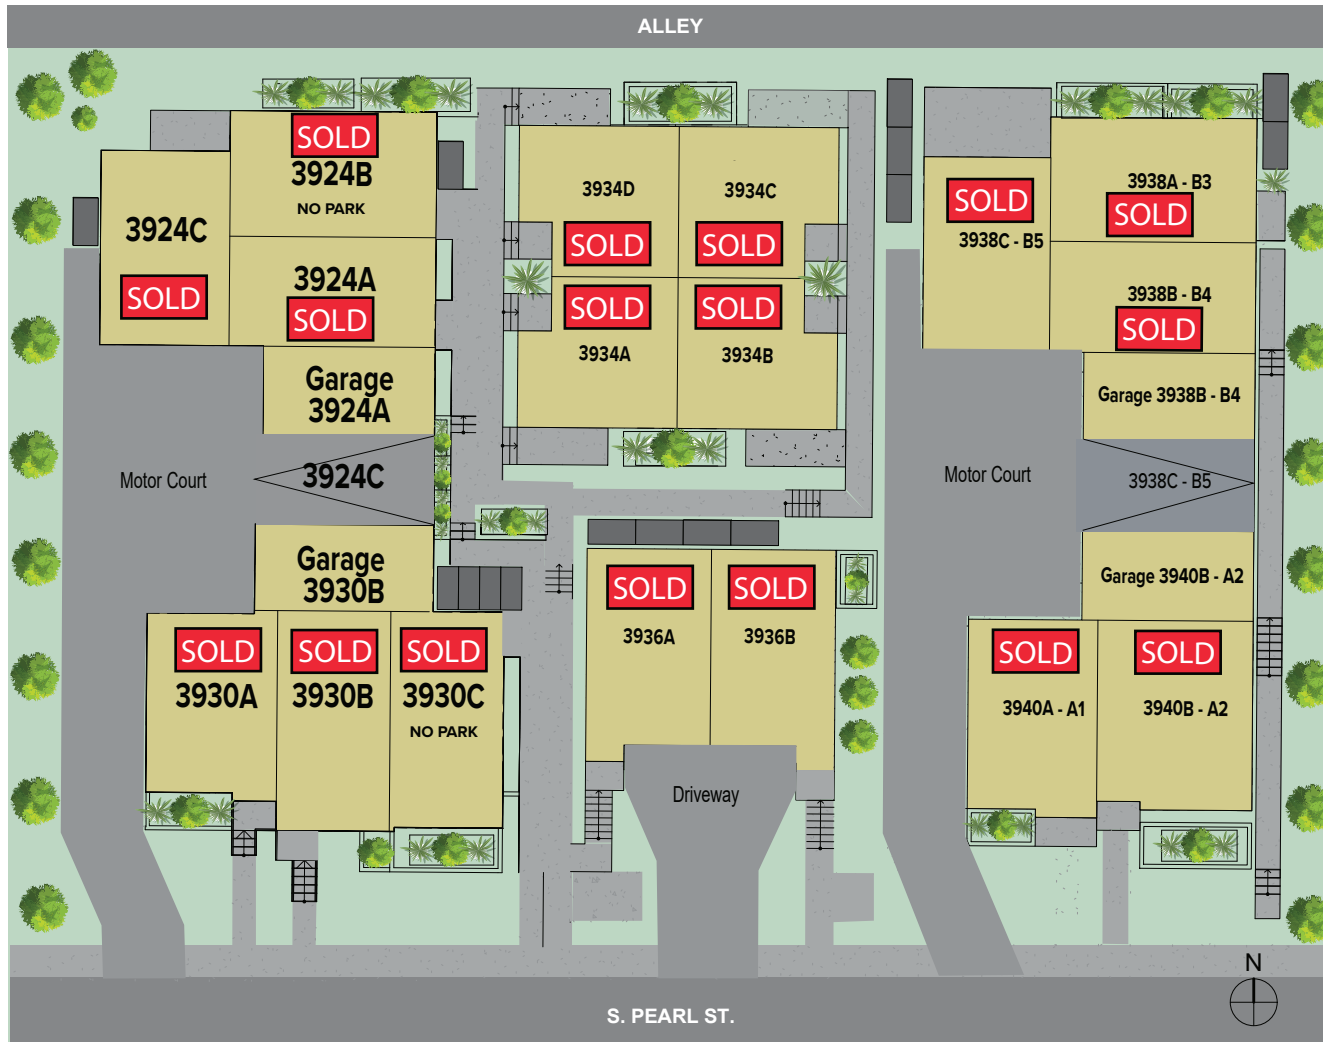 ALLEY
SOLD
3924B
NO PARK
3924C
SOLD
3924A
SOLD
Garage
3924A
Motor Court
3924C
Garage
3930B
SOLD
3930A
SOLD
3930B
SOLD
3930C
NO PARK
3934D
SOLD
3934C
SOLD
SOLD
3934A
SOLD
3934B
SOLD
3936A
SOLD
3936B
Driveway
SOLD
3938C - B5
3938A - B3
SOLD
3938B - B4
SOLD
Garage 3938B - B4
Motor Court
3938C - B5
Garage 3940B - A2
SOLD
3940A - A1
SOLD
3940B - A2
N
S. PEARL ST.